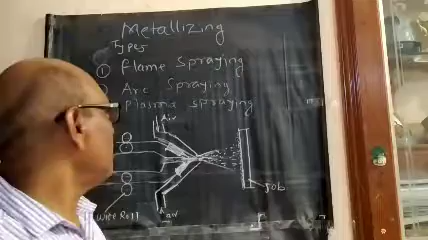 Metallizing
Types
① Flame Spraying
Arc Spraying
Plasma Spraying
Air
Job
Wire Roll
Air